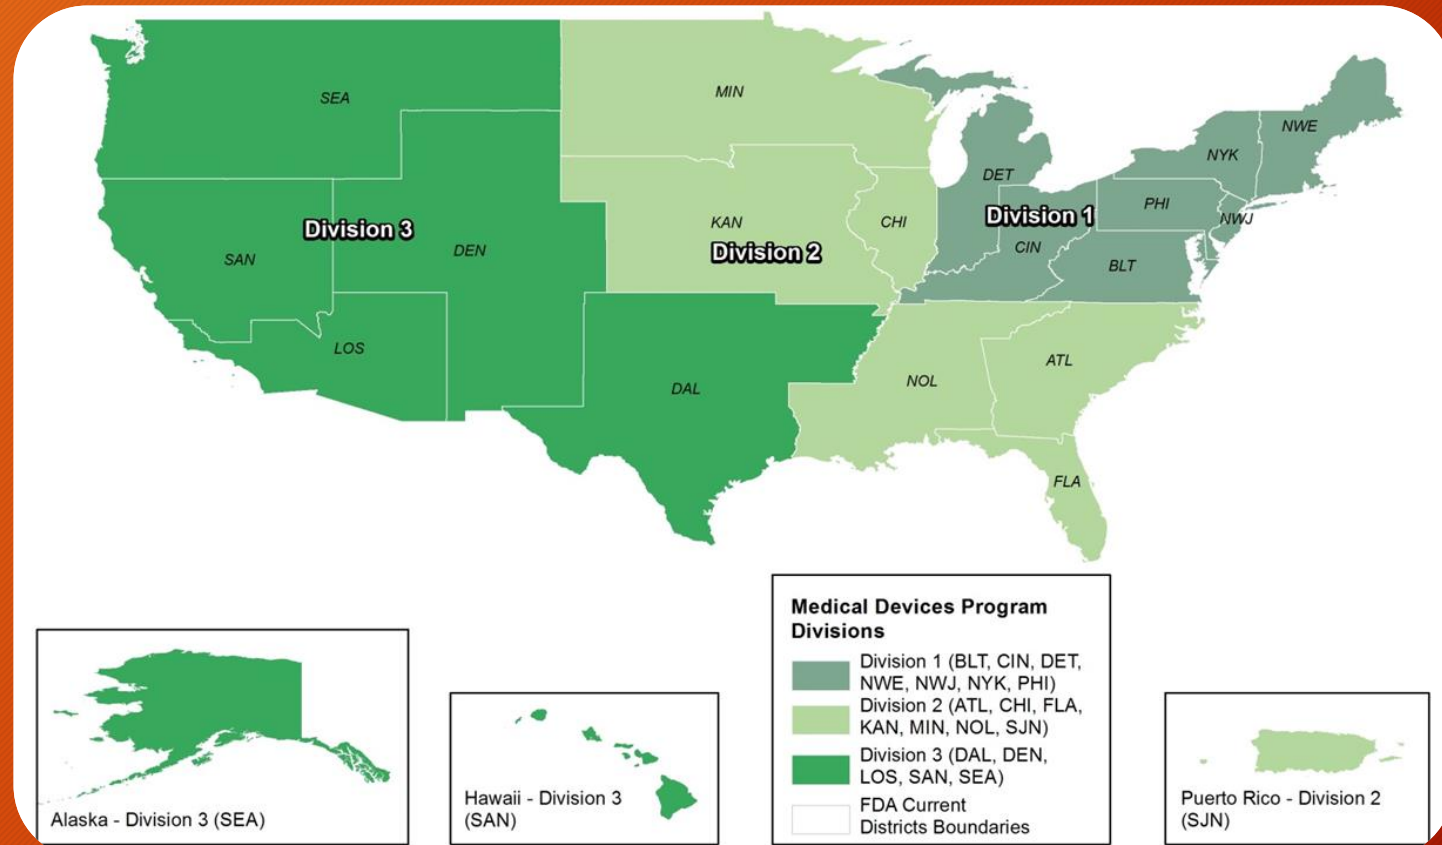 MIN
SEA
NWE
NYK
DET
PHI
NWJ
Division 1
KAN
CHI
Division 3
CIN
DEN
Division 2
SAN
BLT
LOS
ATL
NOL
DAL
FLA
Medical Devices Program
Divisions
Division 1 (BLT, CIN, DET,
NWE, NWJ, NYK, PHI)
Division 2 (ATL, CHI, FLA,
KAN, MIN, NOL, SJN)
Division 3 (DAL, DEN,
LOS, SAN, SEA)
FDA Current
Districts Boundaries
Alaska - Division 3 (SEA)
Hawaii - Division 3
(SAN)
Puerto Rico - Division 2
(SJN)